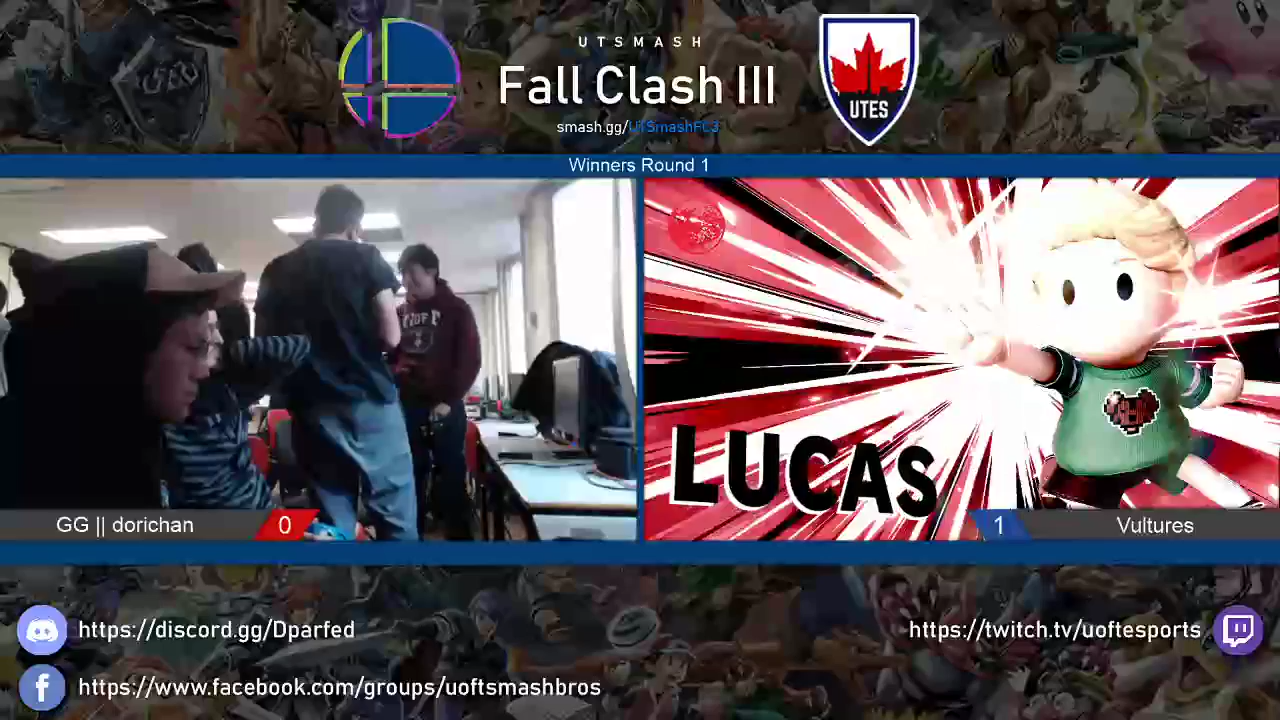 UTSMASH
Fall Clash III
smash.gg/UTSmashFC3
UTES
Winners Round 1
LUCAS
GG || dorichan
0
1
Vultures
https://discord.gg/Dparfed
https://twitch.tv/uoftesports
https://www.facebook.com/groups/uoftsmashbros